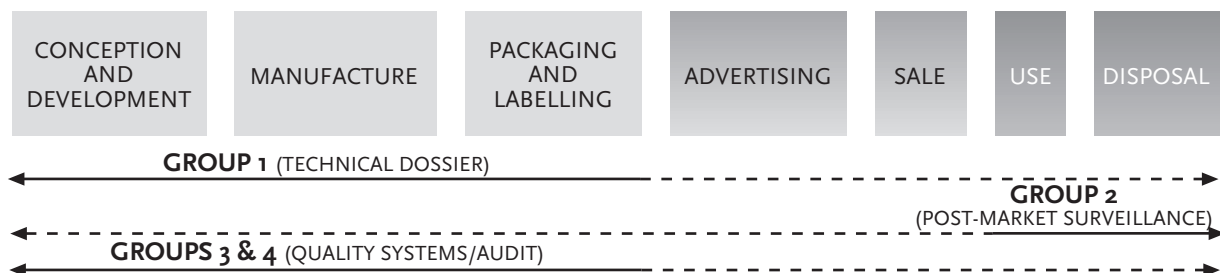 CONCEPTION
AND
DEVELOPMENT
MANUFACTURE
PACKAGING
AND
LABELLING
ADVERTISING
SALE
USE
DISPOSAL
GROUP 1 (TECHNICAL DOSSIER)
GROUP 2
(POST-MARKET SURVEILLANCE)
GROUPS 3 & 4 (QUALITY SYSTEMS/AUDIT)